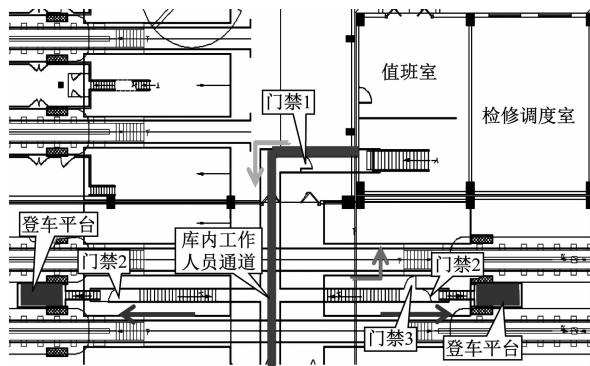 值班室
检修调度室
门禁1
登车平台
门禁2
库内工作
人员通道
门禁2
门禁3
登车平台